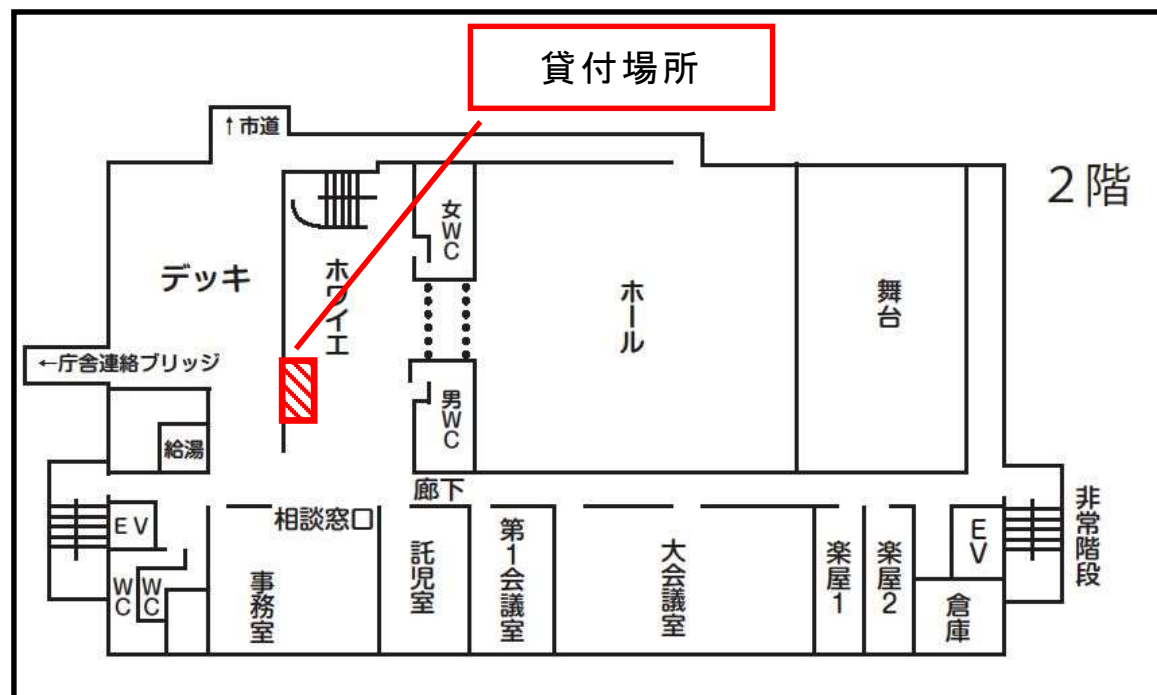 貸付場所
↑市道
2階
デッキ
ホワイエ
女WC
ホール
舞台
←庁舎連絡ブリッジ
男WC
給湯
廊下
EV
相談窓口
WC
WC
事務室
託児室
第1会議室
大会議室
楽屋1
楽屋2
EV
倉庫
非常階段